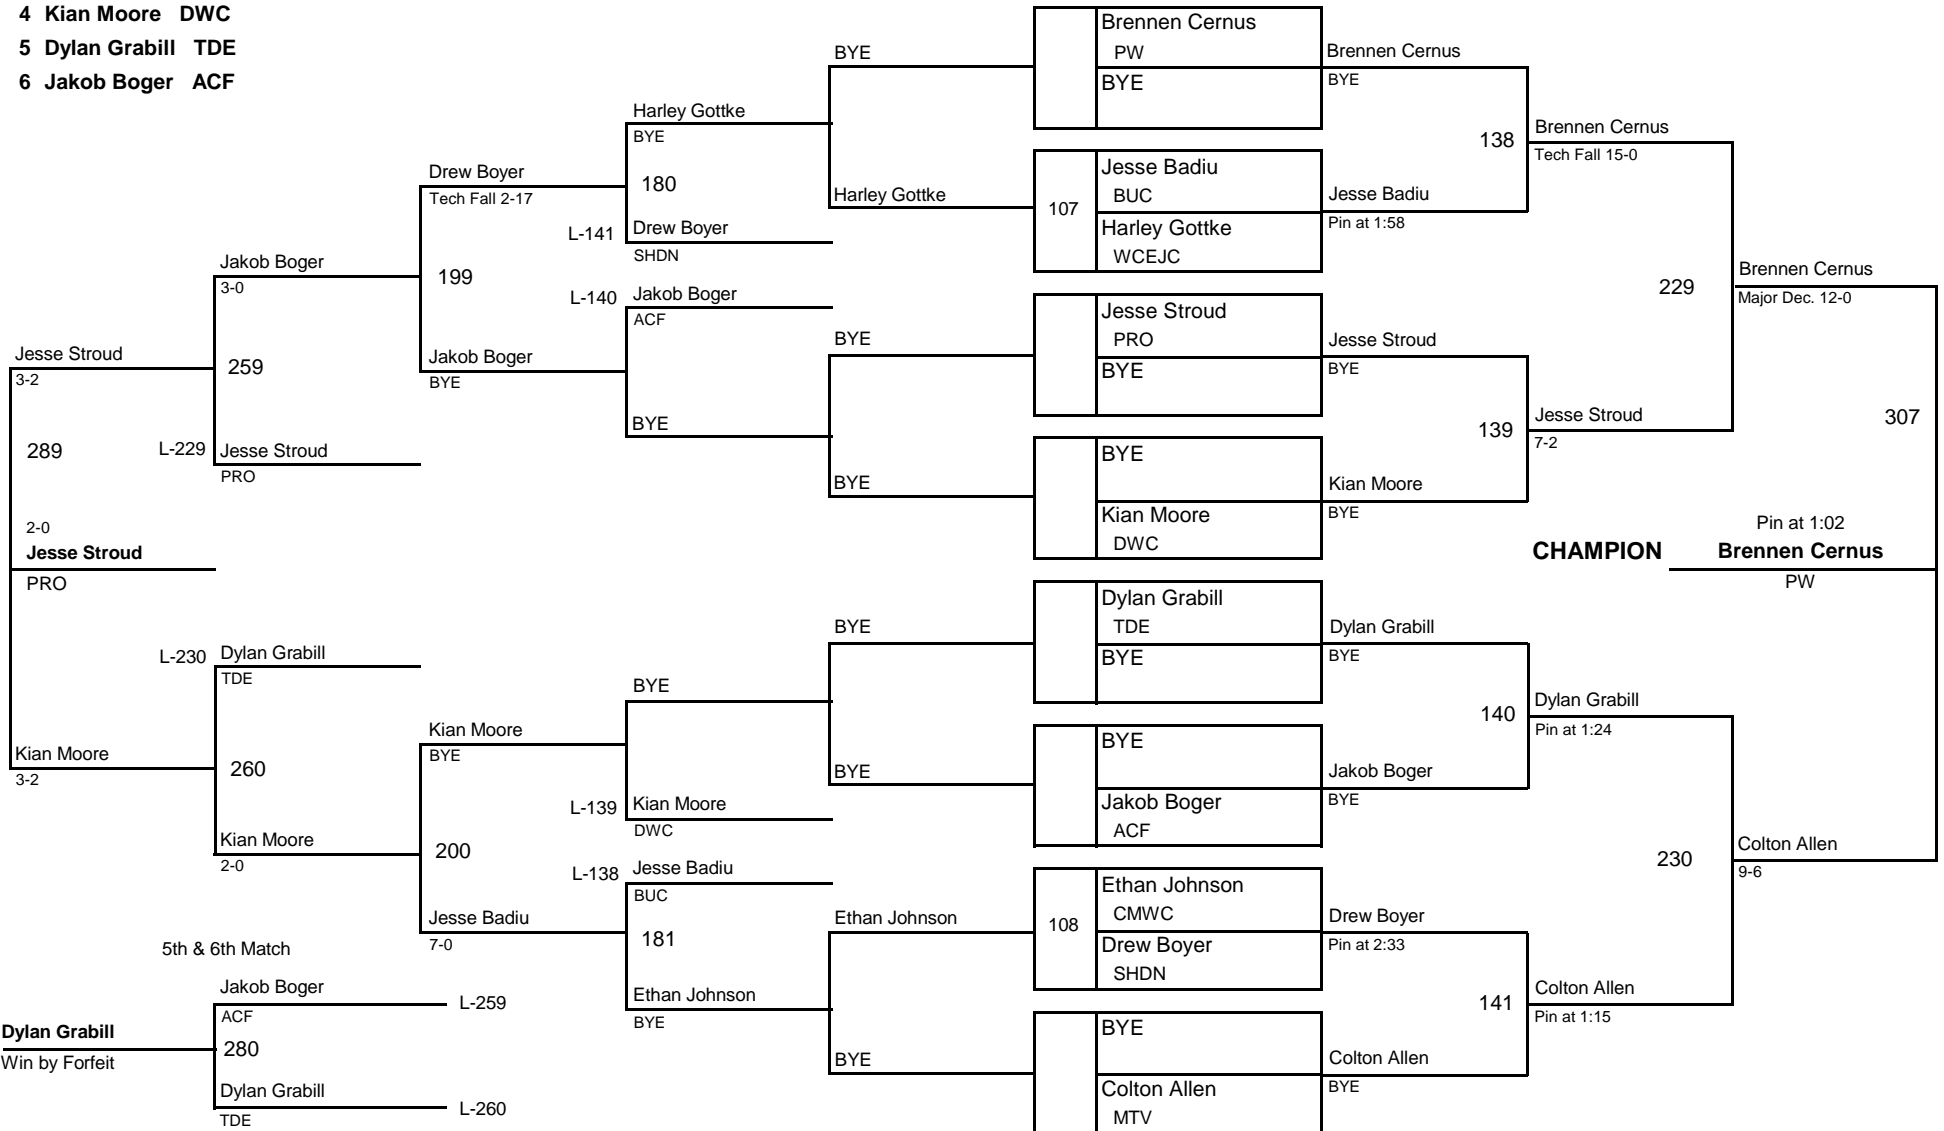 4 Kian Moore DWC
5 Dylan Grabill TDE
6 Jakob Boger ACF
Jesse Stroud
3-2
289
2-0
Jesse Stroud
PRO
Kian Moore
3-2
5th & 6th Match
Dylan Grabill
Win by Forfeit
Jakob Boger
3-0
259
L-229
Jesse Stroud
PRO
L-230
Dylan Grabill
TDE
260
Kian Moore
2-0
Jakob Boger
L-259
ACF
280
Dylan Grabill
L-260
TDE
Drew Boyer
Tech Fall 2-17
199
Jakob Boger
BYE
Kian Moore
BYE
200
Jesse Badiu
7-0
Harley Gottke
BYE
180
L-141
Drew Boyer
SHDN
L-140
Jakob Boger
ACF
BYE
BYE
L-139
Kian Moore
DWC
L-138
Jesse Badiu
BUC
181
Ethan Johnson
BYE
BYE
Harley Gottke
BYE
BYE
BYE
BYE
Ethan Johnson
BYE
Brennen Cernus
PW
BYE
107
Jesse Badiu
BUC
Harley Gottke
WCEJC
Jesse Stroud
PRO
BYE
BYE
Kian Moore
DWC
Dylan Grabill
TDE
BYE
BYE
Jakob Boger
ACF
108
Ethan Johnson
CMWC
Drew Boyer
SHDN
BYE
Colton Allen
MTV
Brennen Cernus
BYE
138
Jesse Badiu
Pin at 1:58
Jesse Stroud
BYE
139
Kian Moore
BYE
Dylan Grabill
BYE
140
Jakob Boger
BYE
Drew Boyer
Pin at 2:33
141
Colton Allen
BYE
Brennen Cernus
Tech Fall 15-0
229
Jesse Stroud
7-2
Dylan Grabill
Pin at 1:24
230
Colton Allen
Pin at 1:15
Brennen Cernus
Major Dec. 12-0
307
Pin at 1:02
CHAMPION Brennen Cernus
PW
Colton Allen
9-6